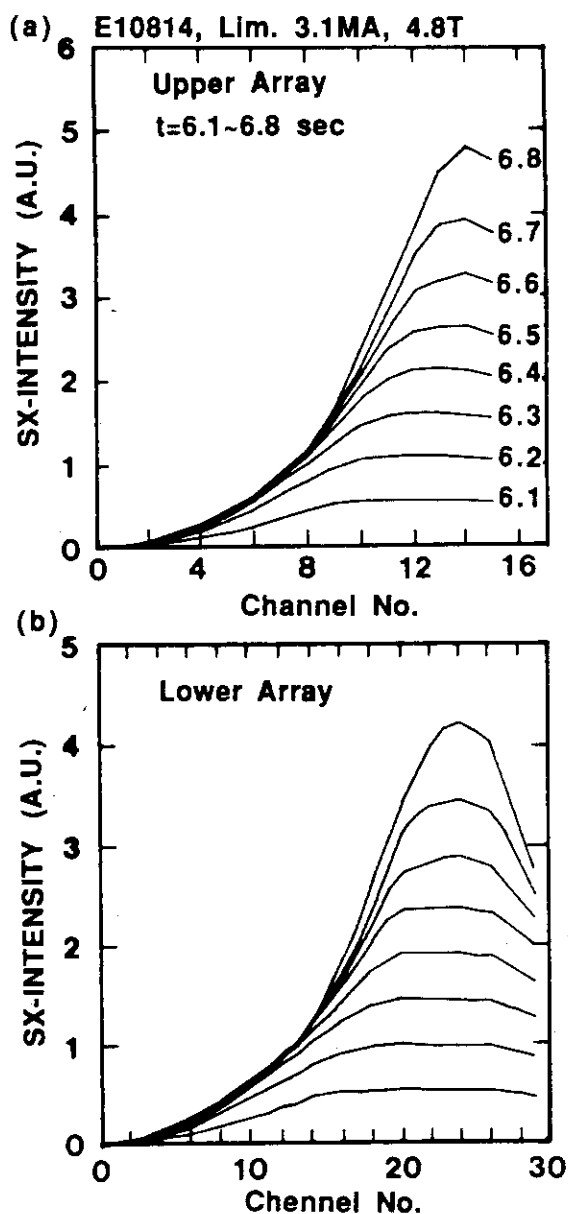 (a) E10814, Lim. 3.1MA, 4.8T
6
Upper Array
t=6.1~6.8 sec
5
6.8
4
6.7
6.6
3
6.5
2
6.4
6.3
1
6.2
6.1
0
0 4 8 12 16
SX-INTENSITY (A.U.)
Channel No.
(b)
5
Lower Array
4
3
2
1
0
0 10 20 30
SX-INTENSITY (A.U.)
Chennel No.